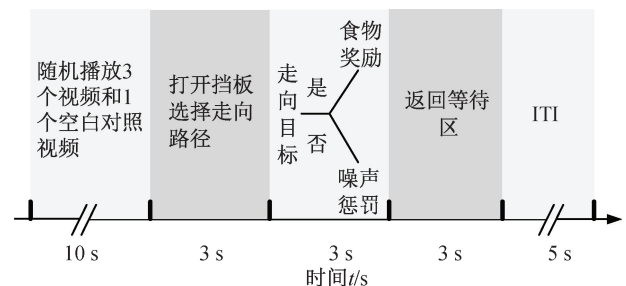 随机播放3
个视频和1
个空白对照
视频
打开挡板
选择走向
路径
走向目标
是
否
食物
奖励
噪声
惩罚
返回等待
区
ITI
10 s
3 s
3 s
3 s
5 s
时间t/s